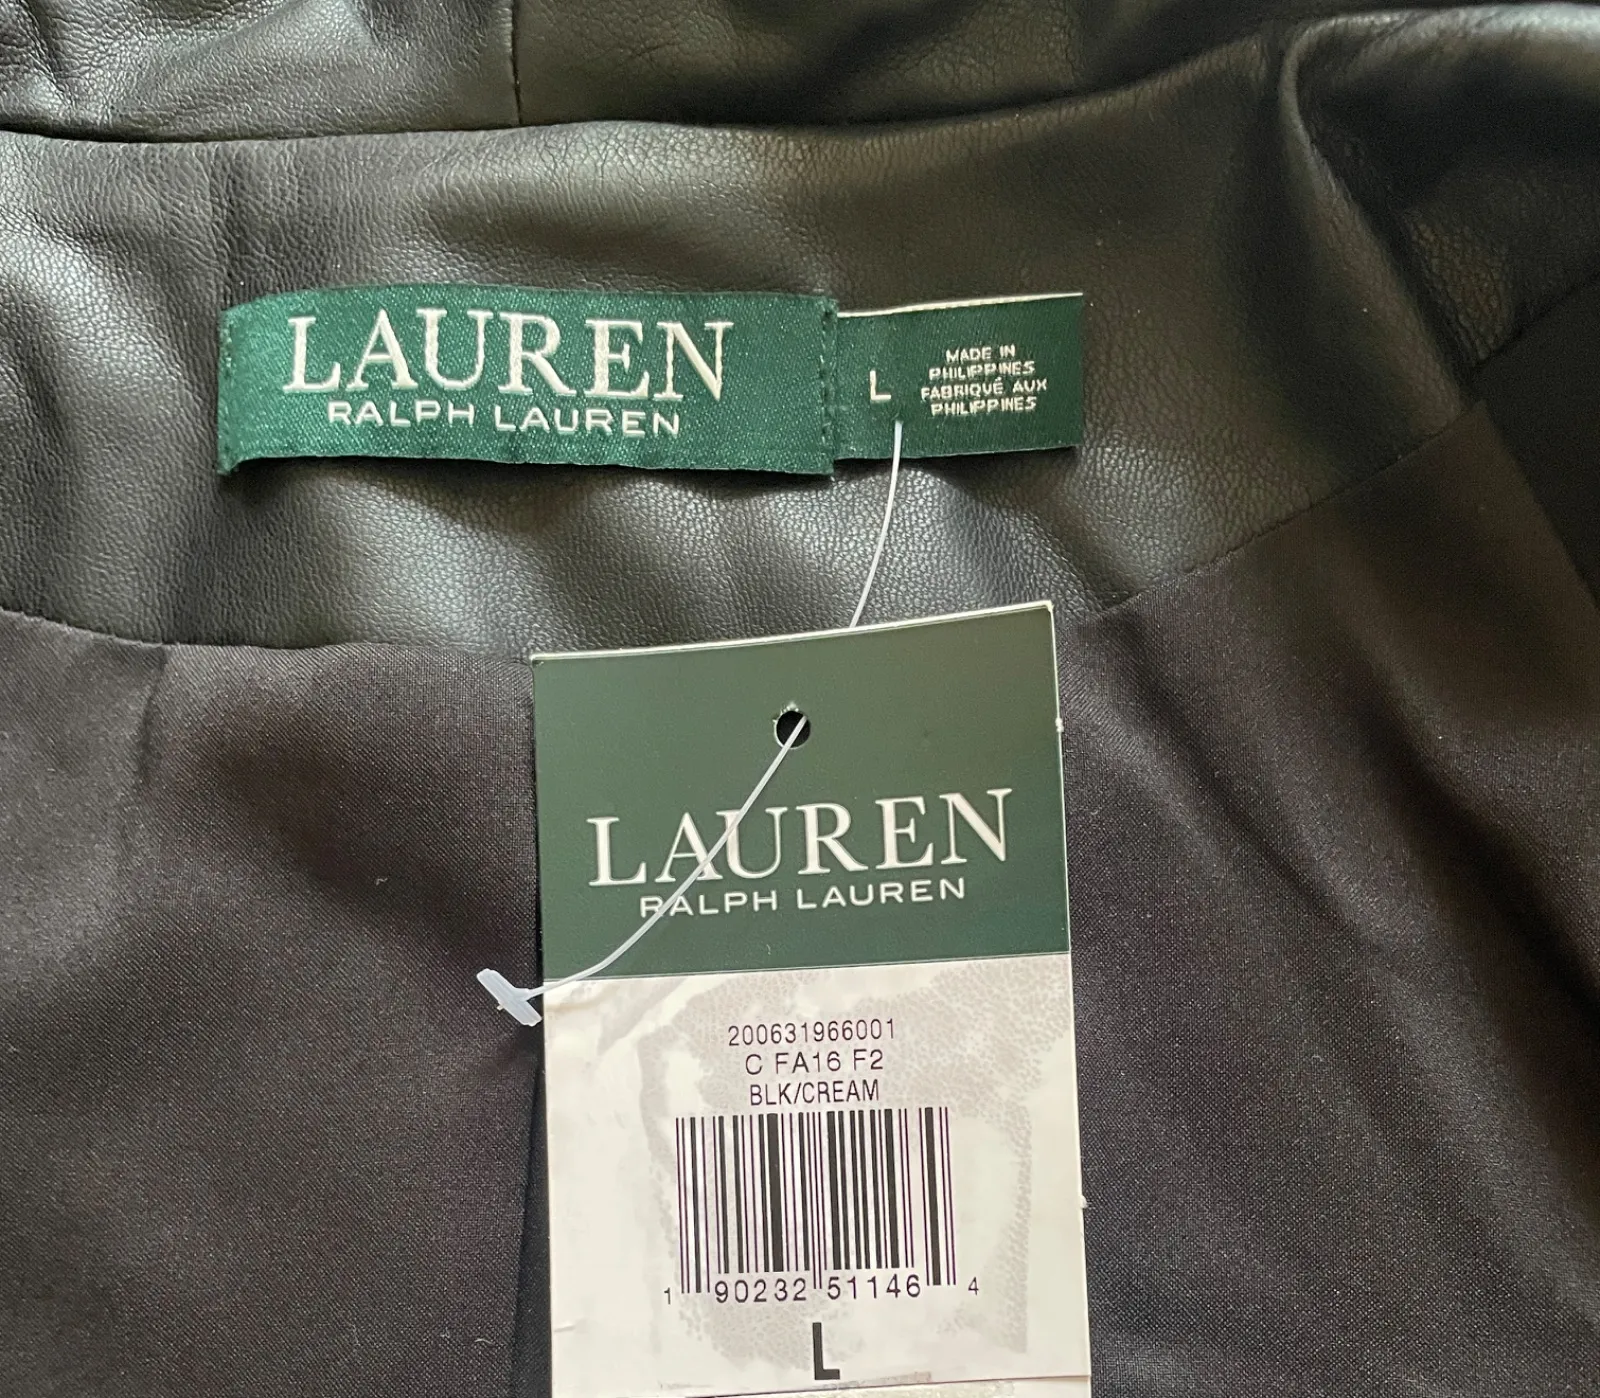 LAUREN
RALPH LAUREN
L
MADE IN
PHILIPPINES
FABRIQUÉ AUX
PHILIPPINES
LAUREN
RALPH LAUREN
200631966001
C FA16 F2
BLK/CREAM
1 90232 51146 4
L